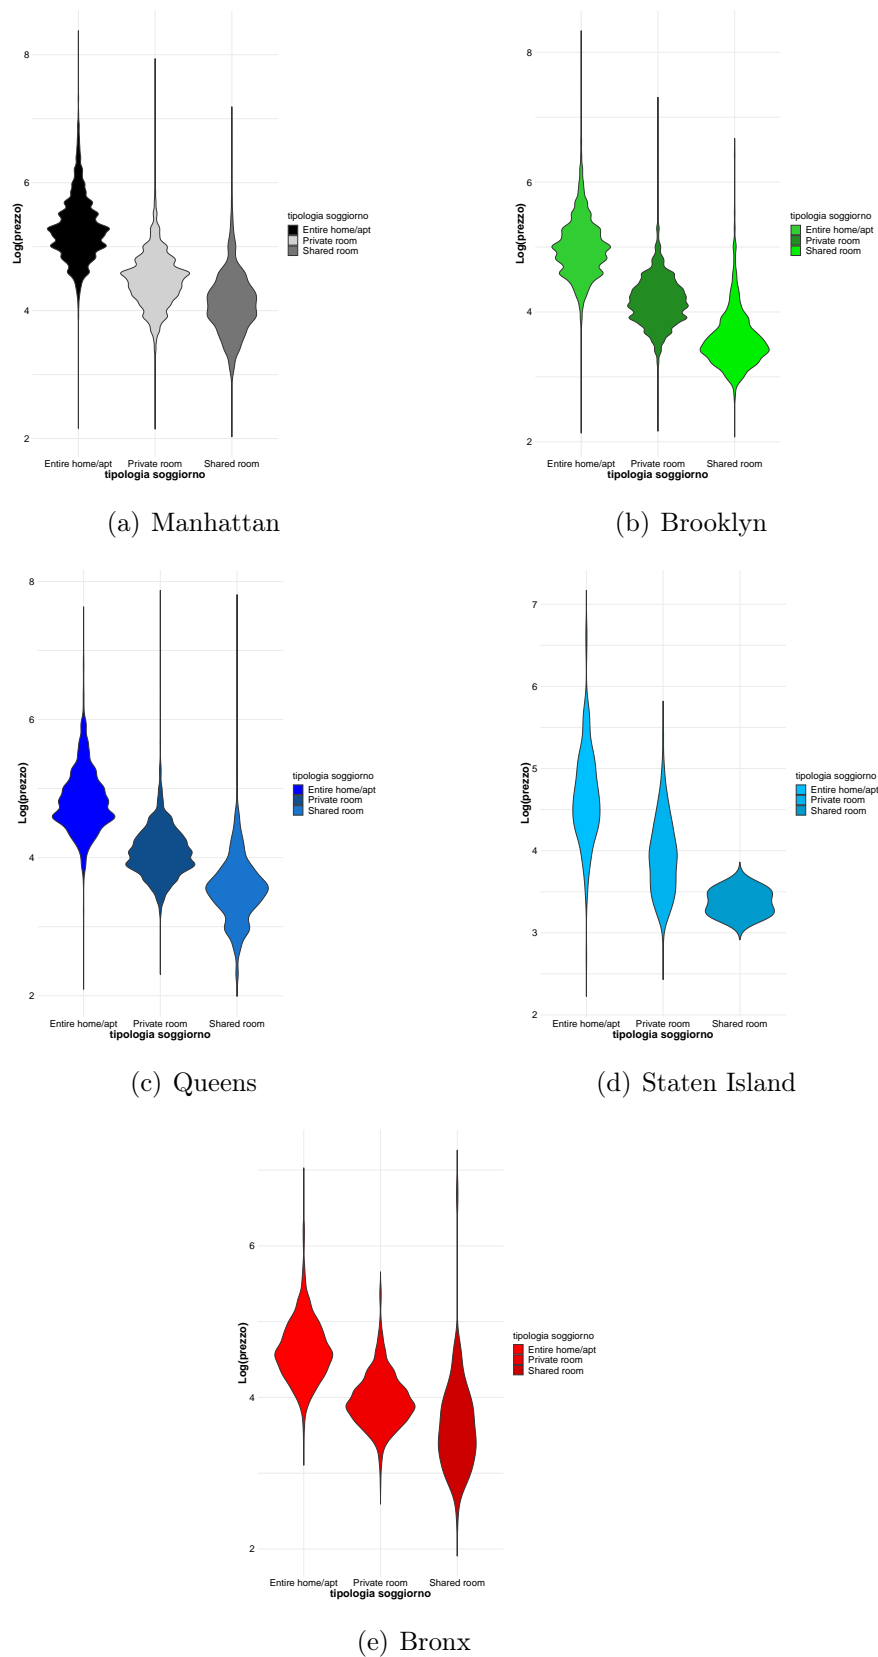 8
6
4
2
Log(prezzo)
Entire home/apt Private room Shared room
tipologia soggiorno
tipologia soggiorno
Entire home/apt
Private room
Shared room
(a) Manhattan
8
6
4
2
Log(prezzo)
Entire home/apt Private room Shared room
tipologia soggiorno
tipologia soggiorno
Entire home/apt
Private room
Shared room
(b) Brooklyn
8
6
4
2
Log(prezzo)
Entire home/apt Private room Shared room
tipologia soggiorno
tipologia soggiorno
Entire home/apt
Private room
Shared room
(c) Queens
7
6
5
4
3
2
Log(prezzo)
Entire home/apt Private room Shared room
tipologia soggiorno
tipologia soggiorno
Entire home/apt
Private room
Shared room
(d) Staten Island
6
4
2
Log(prezzo)
Entire home/apt Private room Shared room
tipologia soggiorno
tipologia soggiorno
Entire home/apt
Private room
Shared room
(e) Bronx